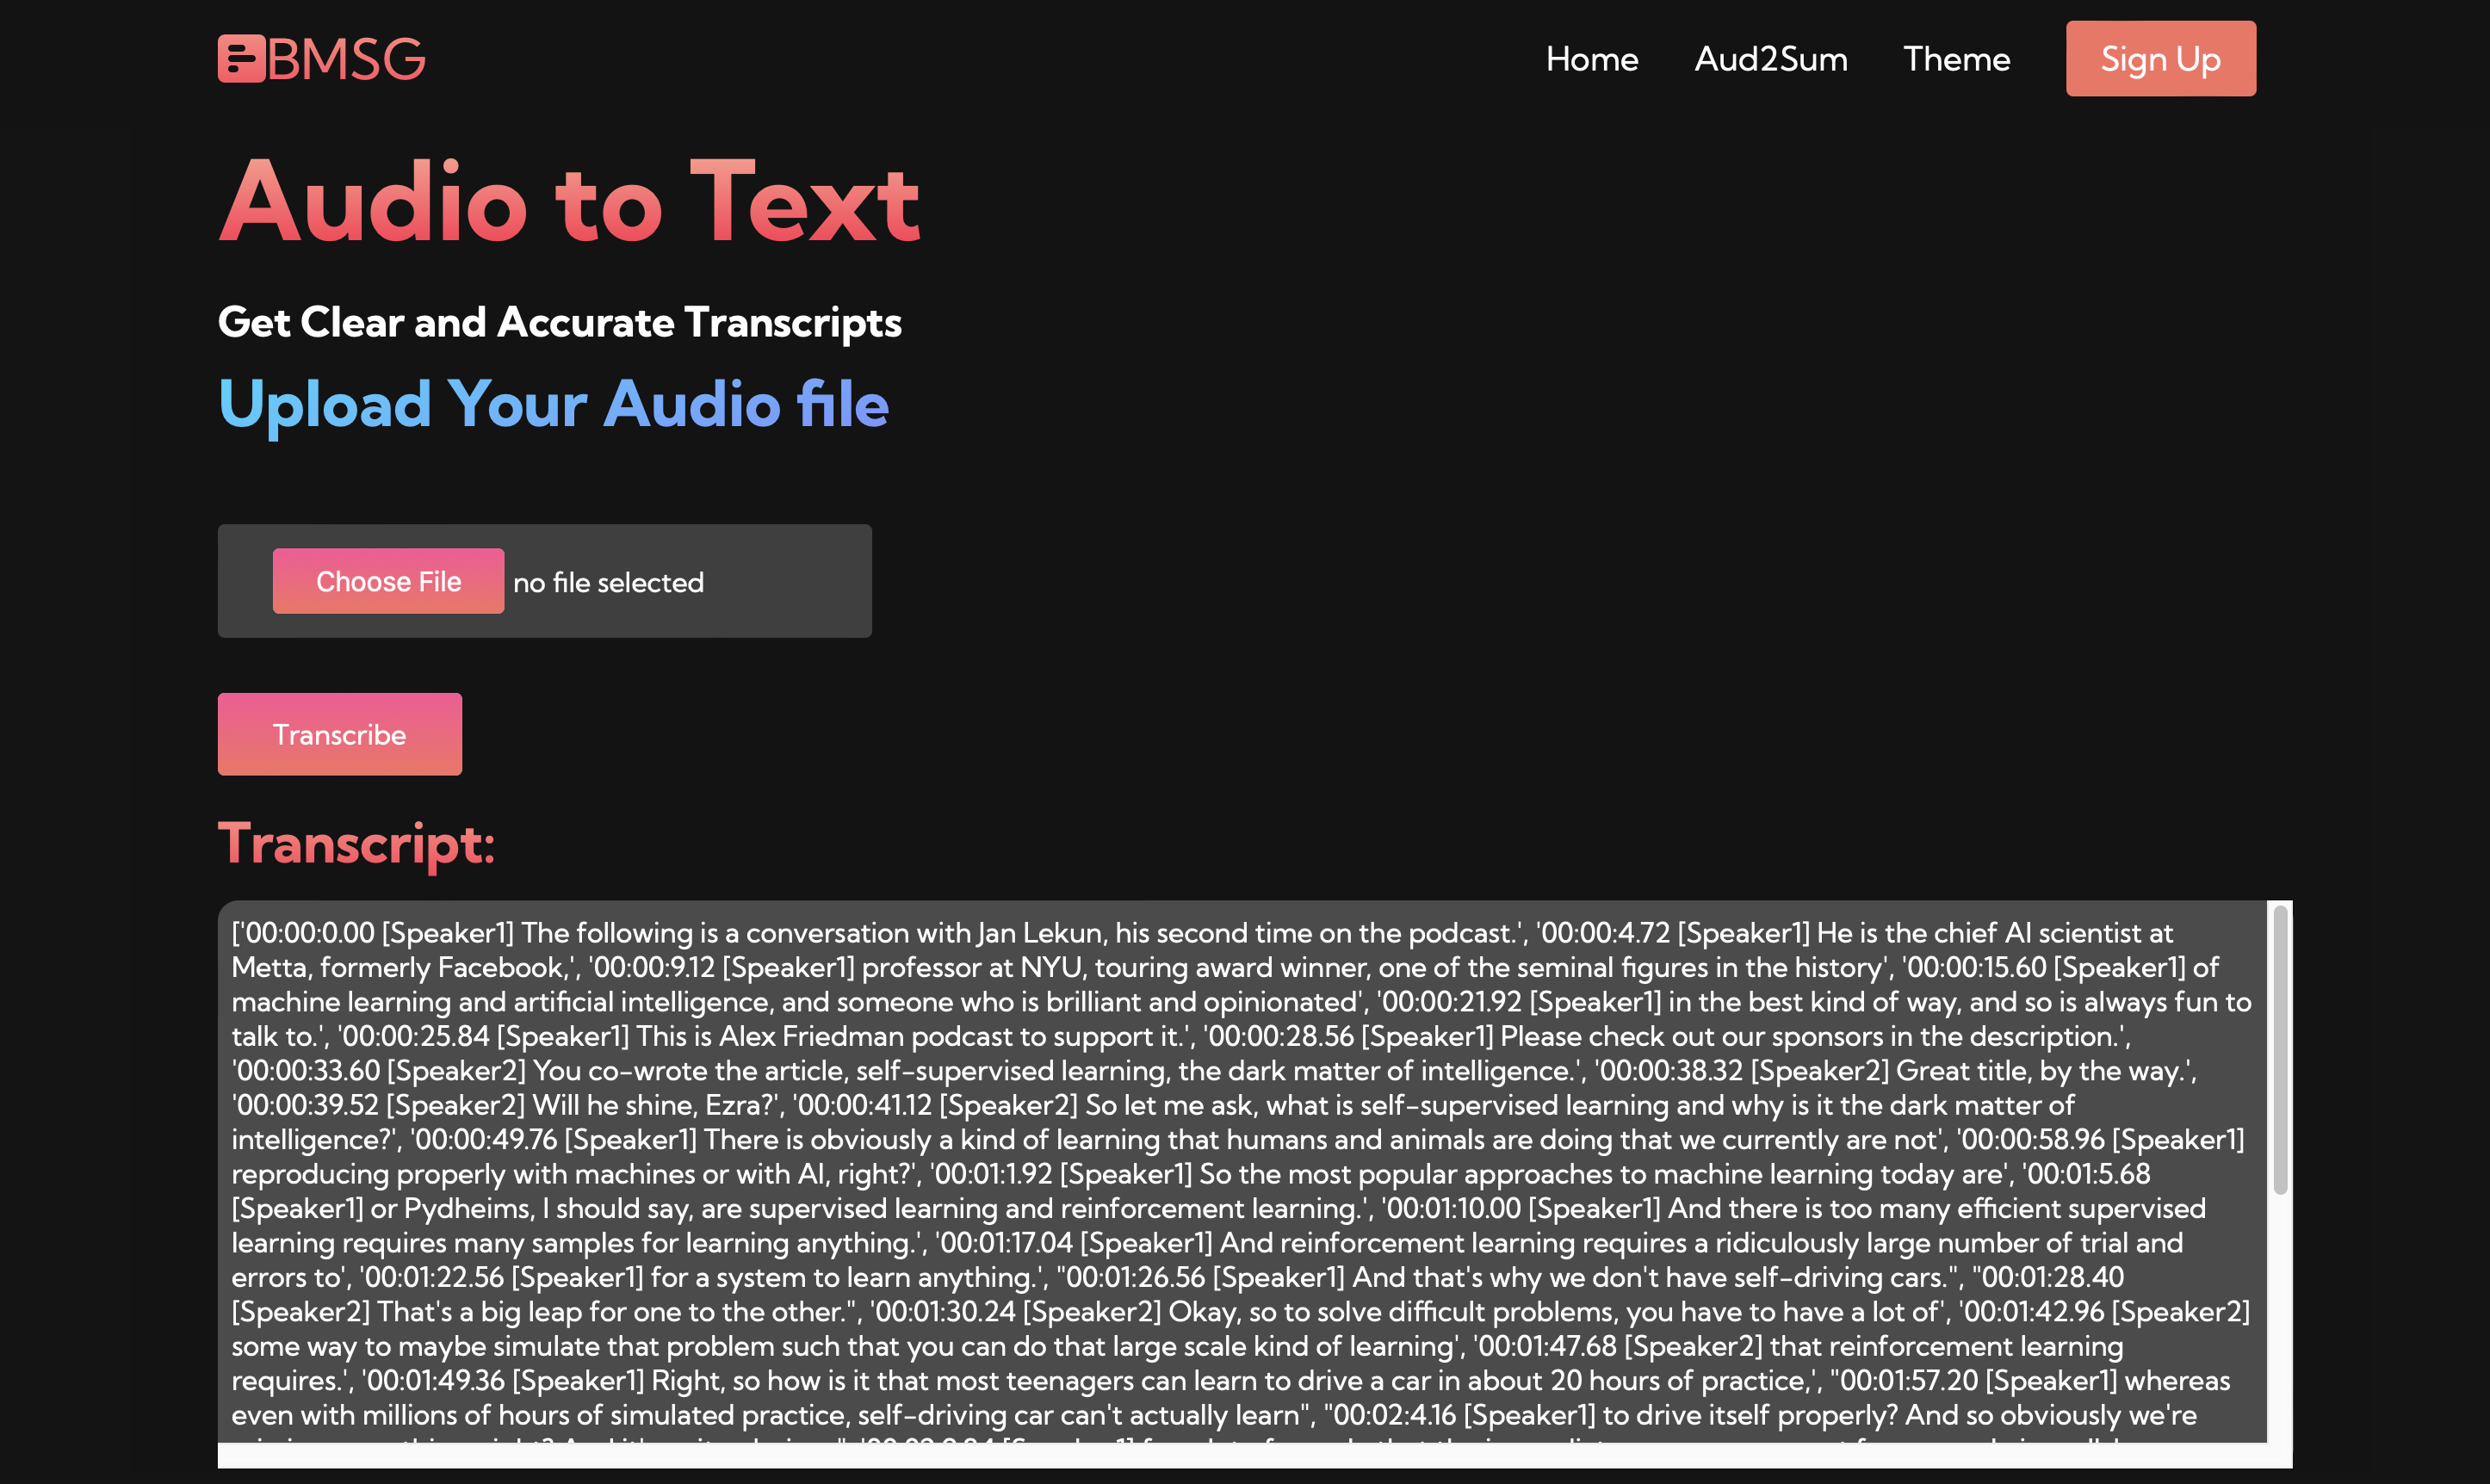 BMSG
Home Aud2Sum Theme Sign Up
Audio to Text
Get Clear and Accurate Transcripts
Upload Your Audio file
Choose File no file selected
Transcribe
Transcript:
['00:00:0.00 [Speaker1] The following is a conversation with Jan Lekun, his second time on the podcast.', '00:00:4.72 [Speaker1] He is the chief AI scientist at
Metta, formerly Facebook,', '00:00:9.12 [Speaker1] professor at NYU, touring award winner, one of the seminal figures in the history', '00:00:15.60 [Speaker1] of
machine learning and artificial intelligence, and someone who is brilliant and opinionated', '00:00:21.92 [Speaker1] in the best kind of way, and so is always fun to
talk to.', '00:00:25.84 [Speaker1] This is Alex Friedman podcast to support it.', '00:00:28.56 [Speaker1] Please check out our sponsors in the description.',
'00:00:33.60 [Speaker2] You co-wrote the article, self-supervised learning, the dark matter of intelligence.', '00:00:38.32 [Speaker2] Great title, by the way.',
'00:00:39.52 [Speaker2] Will he shine, Ezra?', '00:00:41.12 [Speaker2] So let me ask, what is self-supervised learning and why is it the dark matter of
intelligence?', '00:00:49.76 [Speaker1] There is obviously a kind of learning that humans and animals are doing that we currently are not', '00:00:58.96 [Speaker1]
reproducing properly with machines or with AI, right?', '00:01:1.92 [Speaker1] So the most popular approaches to machine learning today are', '00:01:5.68
[Speaker1] or Pydheims, I should say, are supervised learning and reinforcement learning.', '00:01:10.00 [Speaker1] And there is too many efficient supervised
learning requires many samples for learning anything.', '00:01:17.04 [Speaker1] And reinforcement learning requires a ridiculously large number of trial and
errors to', '00:01:22.56 [Speaker1] for a system to learn anything.', "00:01:26.56 [Speaker1] And that's why we don't have self-driving cars.", "00:01:28.40
[Speaker2] That's a big leap for one to the other.", '00:01:30.24 [Speaker2] Okay, so to solve difficult problems, you have to have a lot of', '00:01:42.96 [Speaker2]
some way to maybe simulate that problem such that you can do that large scale kind of learning', '00:01:47.68 [Speaker2] that reinforcement learning
requires.', '00:01:49.36 [Speaker1] Right, so how is it that most teenagers can learn to drive a car in about 20 hours of practice,', "00:01:57.20 [Speaker1] whereas
even with millions of hours of simulated practice, self-driving car can't actually learn", "00:02:4.16 [Speaker1] to drive itself properly? And so obviously we're